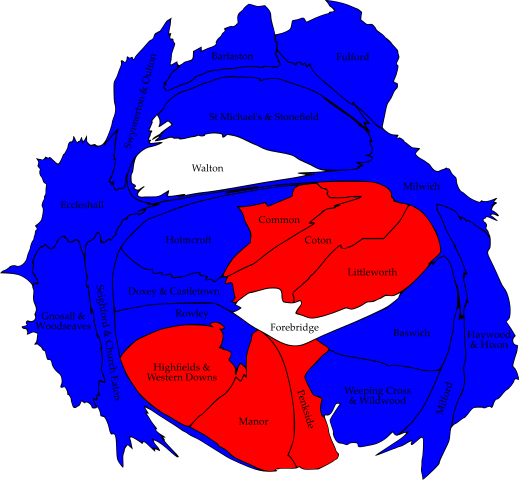 Barlaston
Fulford
Swynnerton & Oulton
St Michael's & Stonefield
Walton
Milwich
Eccleshall
Common
Holmcroft
Coton
Littleworth
Doxey & Castletown
Rowley
Gnosall &
Woodseaves
Seighford & Church Eaton
Forebridge
Baswich
Haywood
& Hixon
Highfields &
Western Downs
Weeping Cross
& Wildwood
Milford
Penkside
Manor